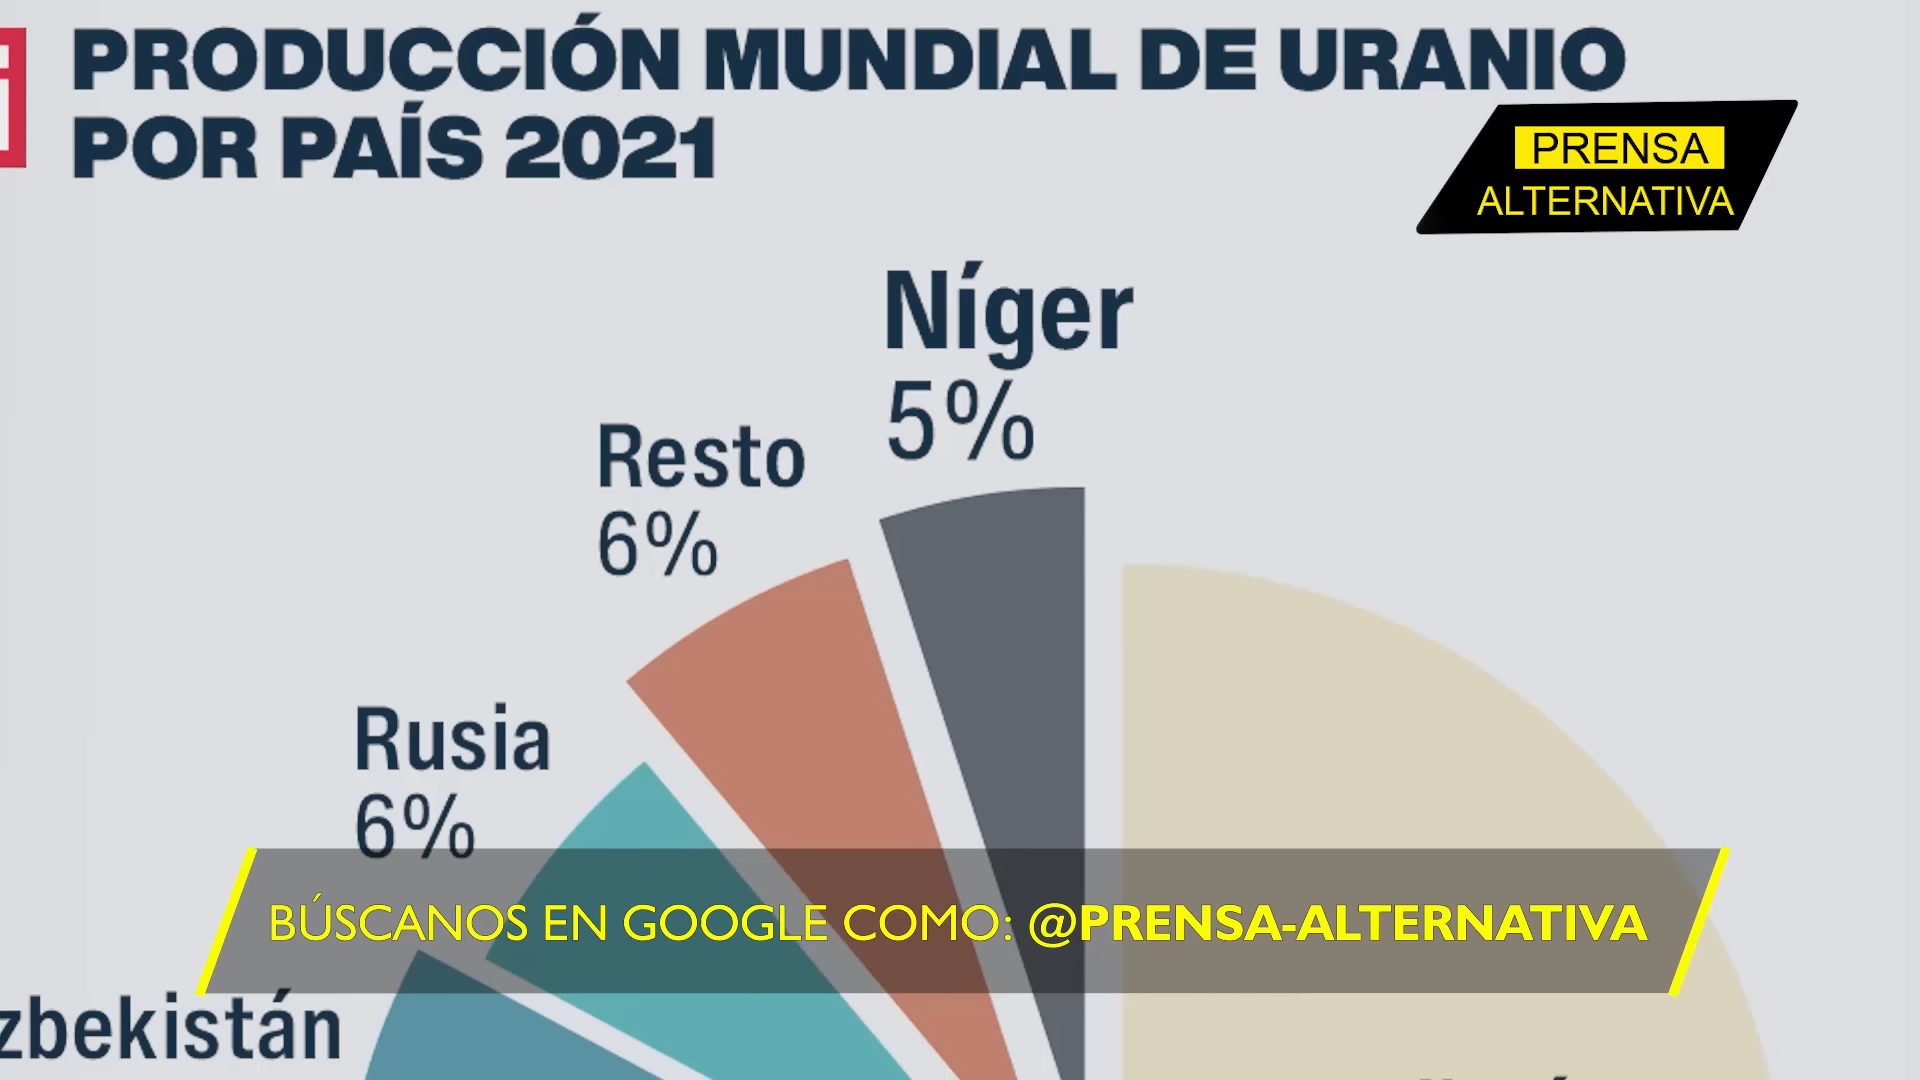 PRODUCCIÓN MUNDIAL DE URANIO
POR PAÍS 2021
PRENSA
ALTERNATIVA
Níger
5%
Resto
6%
Rusia
6%
BÚSCANOS EN GOOGLE COMO: @PRENSA-ALTERNATIVA
zbekistán